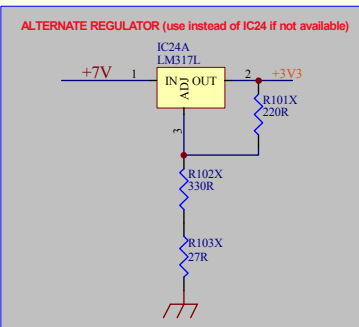 ALTERNATE REGULATOR (use instead of IC24 if not available)
IC24A
LM317L
+7V
1
IN
OUT
ADJ
2
+3V3
3
R101X
220R
R102X
330R
R103X
27R